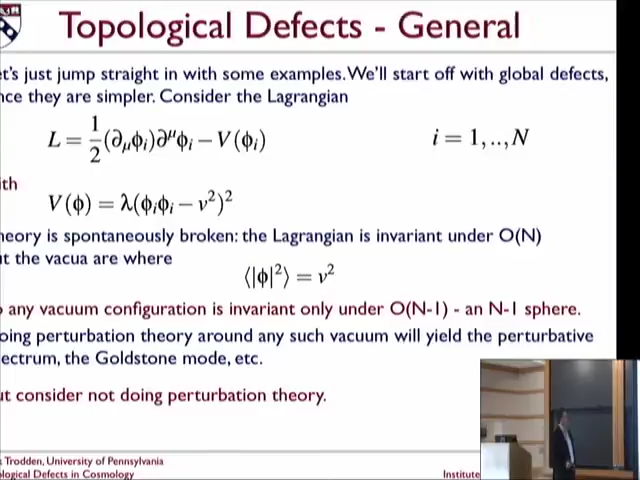 Topological Defects - General
et's just jump straight in with some examples. We'll start off with global defects,
nce they are simpler. Consider the Lagrangian
L = 1/2 (∂μϕi)∂^μϕi − V(ϕi) i = 1,..,N
ith
V(ϕ) = λ(ϕiϕi − v²)²
heory is spontaneously broken: the Lagrangian is invariant under O(N)
ut the vacua are where
⟨|ϕ|²⟩ = v²
o any vacuum configuration is invariant only under O(N-1) - an N-1 sphere.
oing perturbation theory around any such vacuum will yield the perturbative
ectrum, the Goldstone mode, etc.
ut consider not doing perturbation theory.
k Trodden, University of Pennsylvania
ological Defects in Cosmology Institute